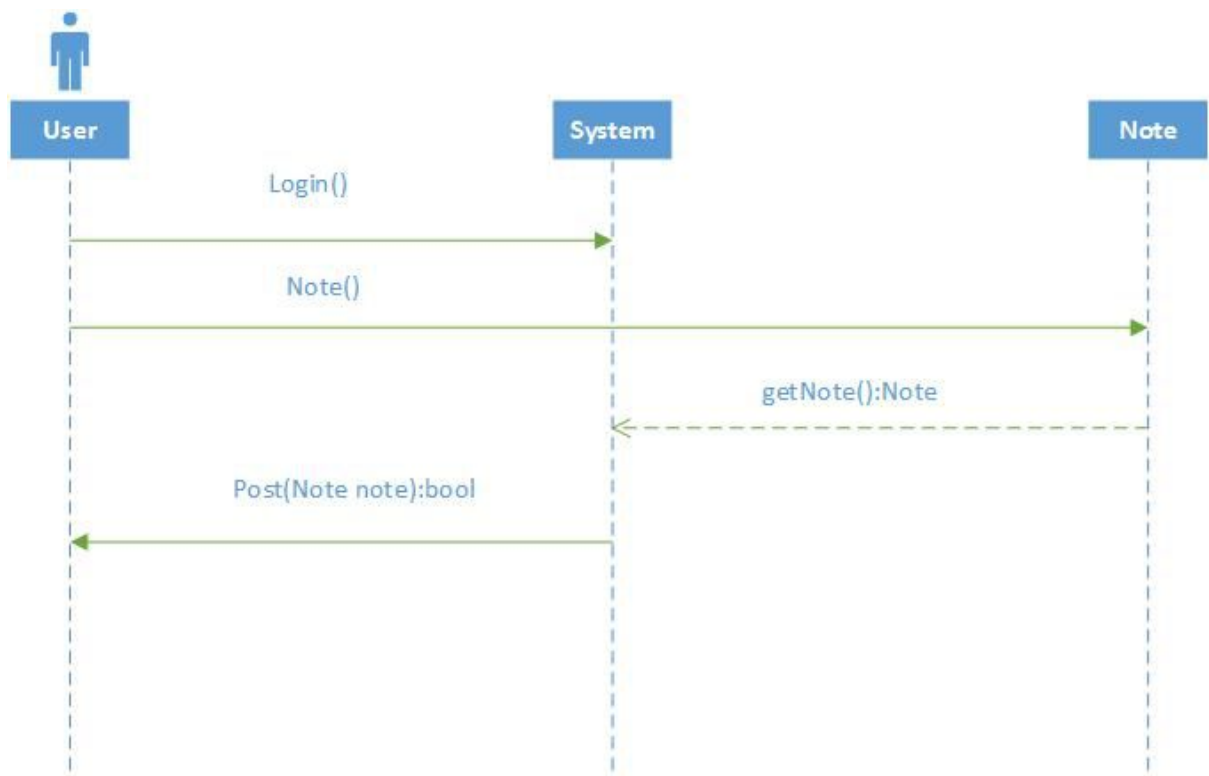 User
System
Note
Login()
Note()
getNote():Note
Post(Note note):bool